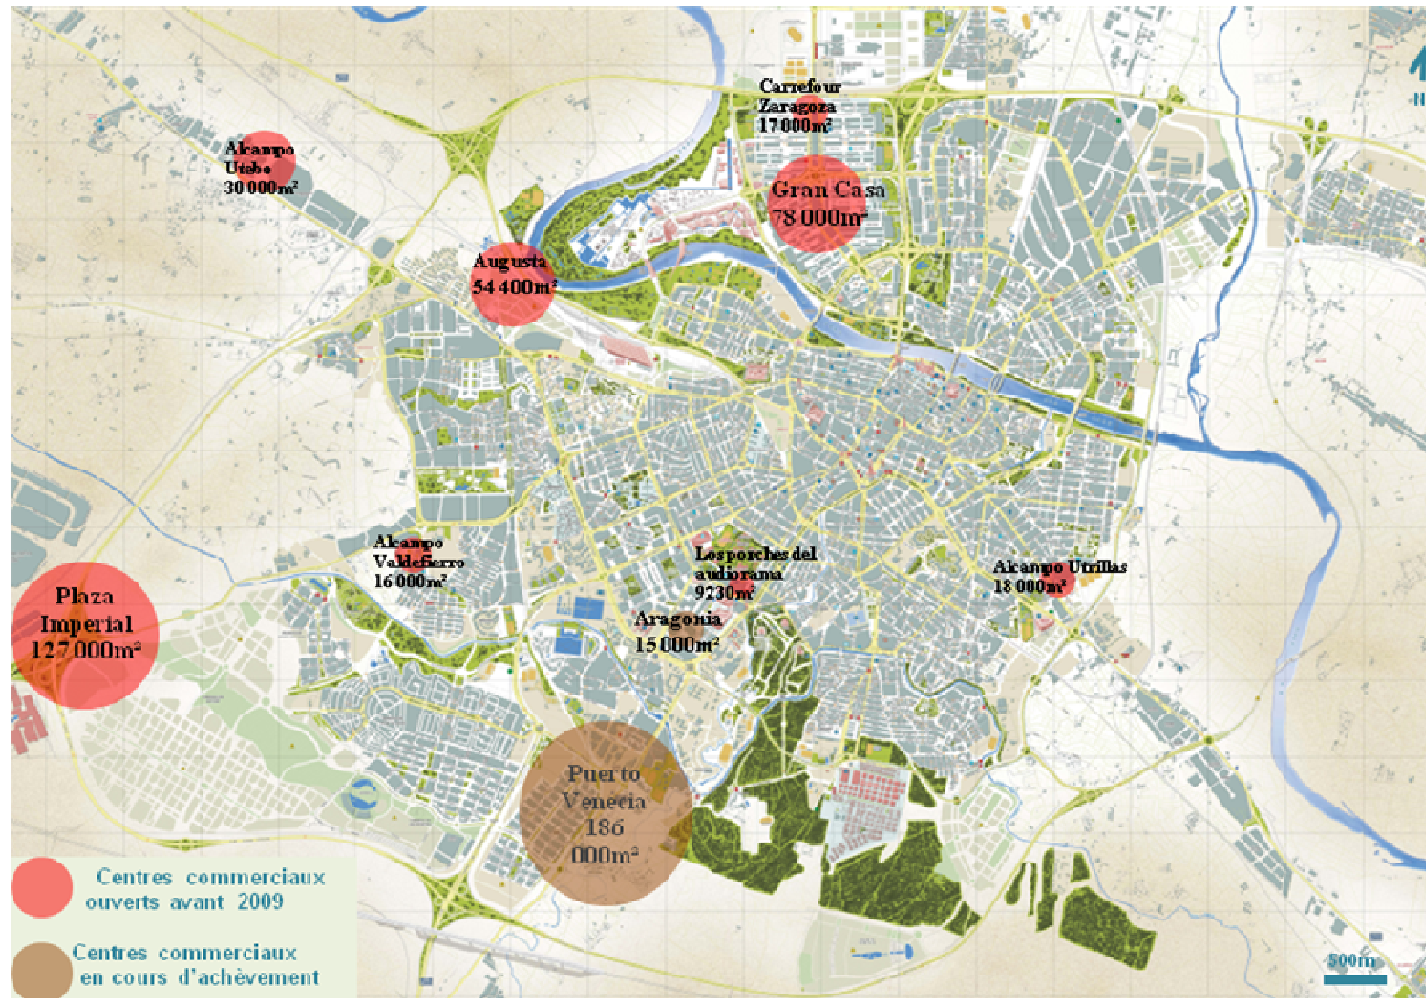 Carrefour
Zaragoza
17 000m²
Alcampo
Utebo
30 000m²
Gran Casa
78 000m²
Augusta
54 400m²
Alcampo
Valdefierro
16 000m²
Los porches del
audiorama
9230m²
Alcampo Utrillas
18 000m²
Plaza
Imperial
127 000m²
Aragonia
15 000m²
Puerto
Venecia
186
000m²
Centres commerciaux
ouverts avant 2009
Centres commerciaux
en cours d'achèvement
500m
N